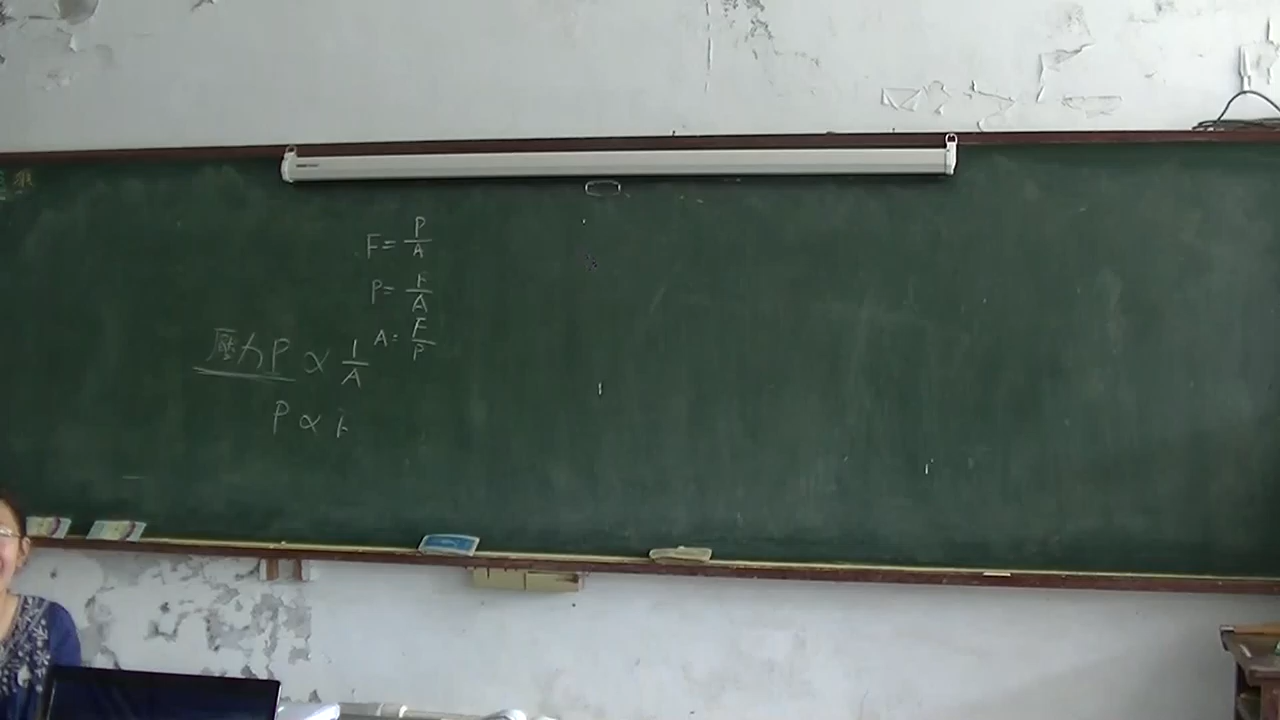 F = P/A
P = F/A
A = F/P
壓力P ∝ 1/A
P ∝ F